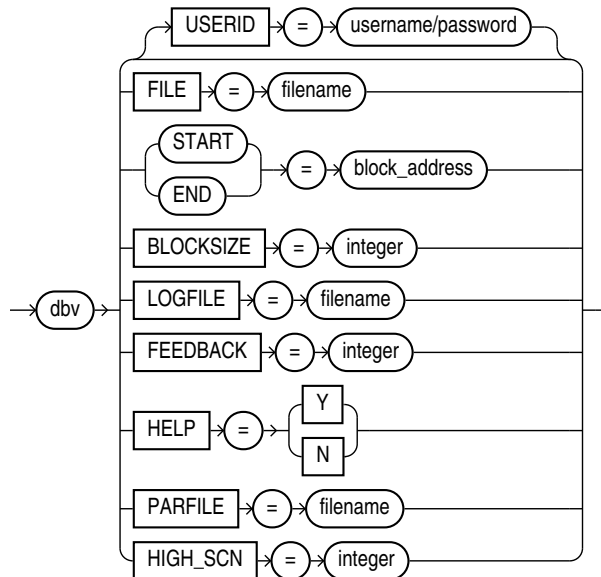 USERID = username/password
FILE = filename
START
= block_address
END
BLOCKSIZE = integer
dbv
LOGFILE = filename
FEEDBACK = integer
Y
HELP =
N
PARFILE = filename
HIGH_SCN = integer